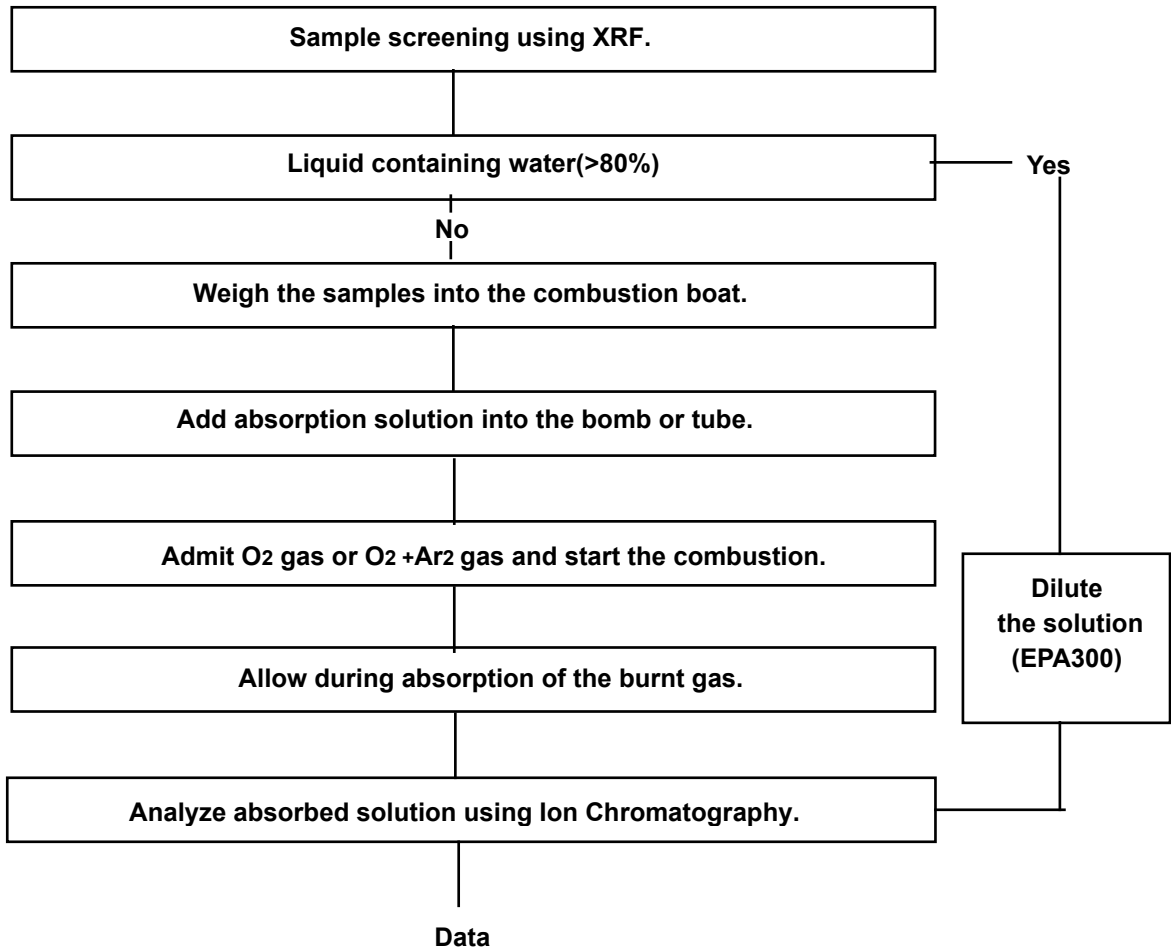 Sample screening using XRF.
Liquid containing water(>80%)
Yes
No
Weigh the samples into the combustion boat.
Add absorption solution into the bomb or tube.
Admit O2 gas or O2 +Ar2 gas and start the combustion.
Dilute
the solution
(EPA300)
Allow during absorption of the burnt gas.
Analyze absorbed solution using Ion Chromatography.
Data